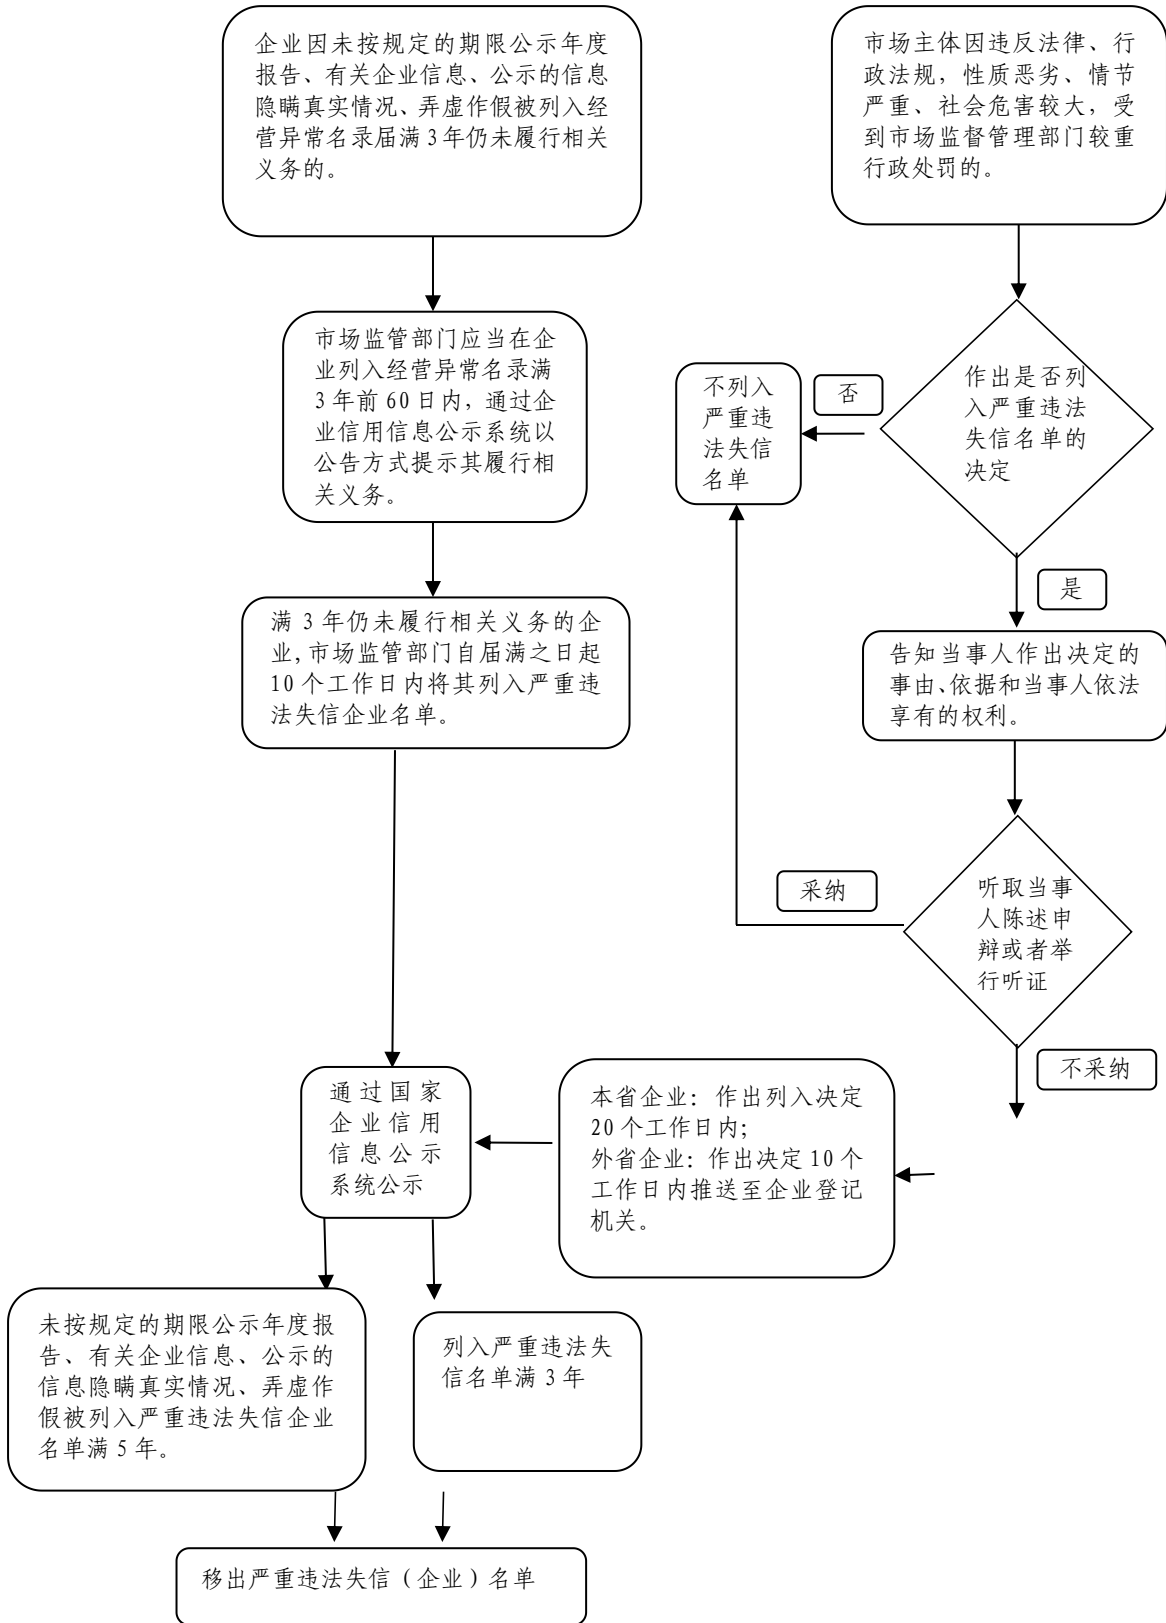 企业因未按规定的期限公示年度
报告、有关企业信息、公示的信息
隐瞒真实情况、弄虚作假被列入经
营异常名录届满3年仍未履行相关
义务的。
市场主体因违反法律、行
政法规，性质恶劣、情节
严重、社会危害较大，受
到市场监督管理部门较重
行政处罚的。
市场监管部门应当在企
业列入经营异常名录满
3年前60日内，通过企
业信用信息公示系统以
公告方式提示其履行相
关义务。
不列入
严重违
法失信
名单
否
作出是否列
入严重违法
失信名单的
决定
是
满3年仍未履行相关义务的企
业,市场监管部门自届满之日起
10个工作日内将其列入严重违
法失信企业名单。
告知当事人作出决定的
事由、依据和当事人依法
享有的权利。
采纳
听取当事
人陈述申
辩或者举
行听证
不采纳
通过国家
企业信用
信息公示
系统公示
本省企业：作出列入决定
20个工作日内;
外省企业：作出决定10个
工作日内推送至企业登记
机关。
未按规定的期限公示年度报
告、有关企业信息、公示的
信息隐瞒真实情况、弄虚作
假被列入严重违法失信企业
名单满5年。
列入严重违法失
信名单满3年
移出严重违法失信（企业）名单